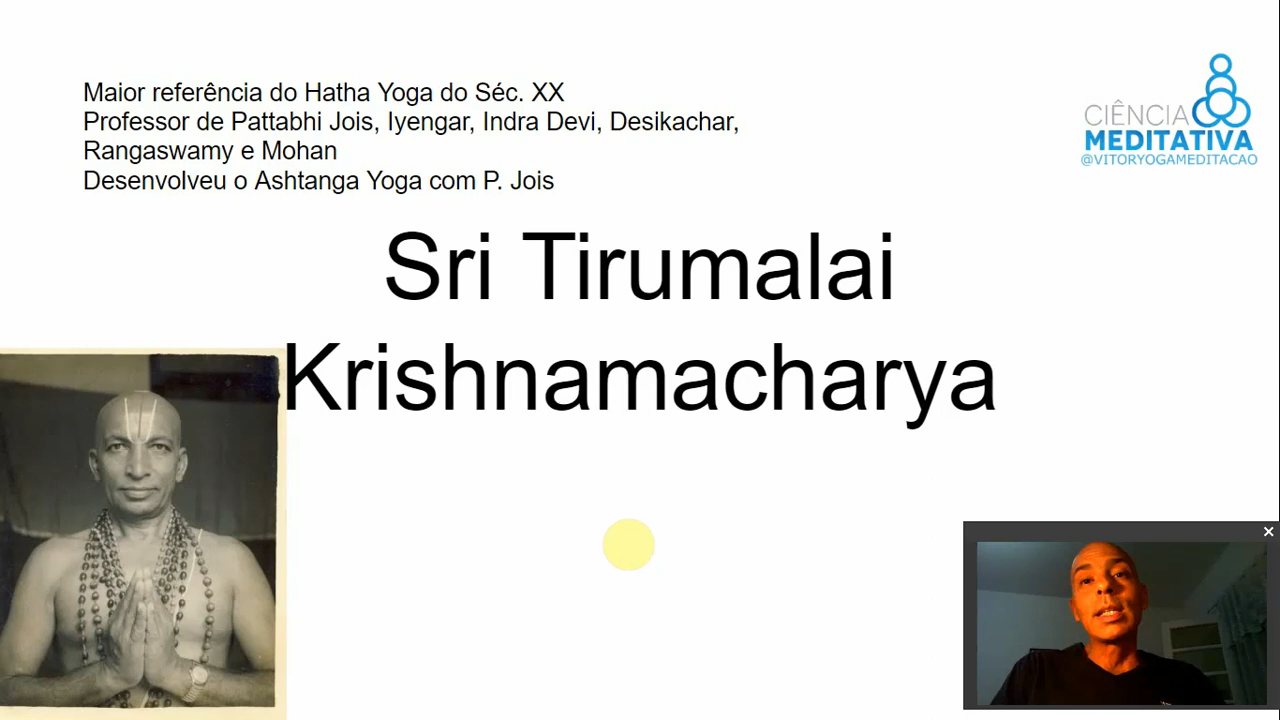 Maior referência do Hatha Yoga do Séc. XX
Professor de Pattabhi Jois, Iyengar, Indra Devi, Desikachar,
Rangaswamy e Mohan
Desenvolveu o Ashtanga Yoga com P. Jois
CIÊNCIA
MEDITATIVA
@VITORYOGAMEDITACAO
Sri Tirumalai
Krishnamacharya